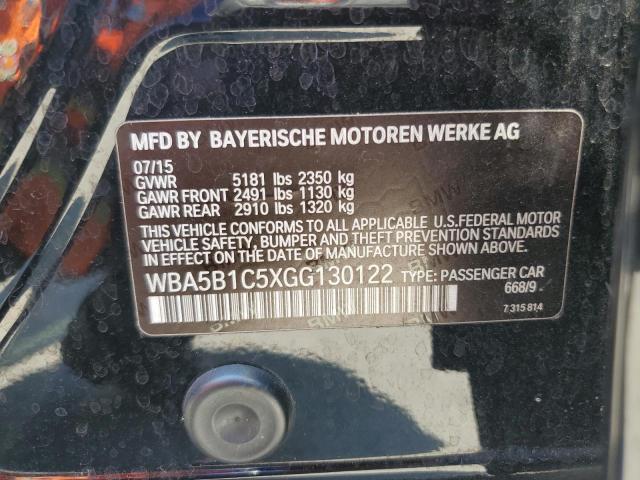 MFD BY BAYERISCHE MOTOREN WERKE AG
07/15
GVWR 5181 lbs 2350 kg
GAWR FRONT 2491 lbs 1130 kg
GAWR REAR 2910 lbs 1320 kg
THIS VEHICLE CONFORMS TO ALL APPLICABLE U.S.FEDERAL MOTOR
VEHICLE SAFETY, BUMPER AND THEFT PREVENTION STANDARDS IN
EFFECT ON THE DATE OF MANUFACTURE SHOWN ABOVE.
WBA5B1C5XGG130122 TYPE: PASSENGER CAR
668/9
7 315 814